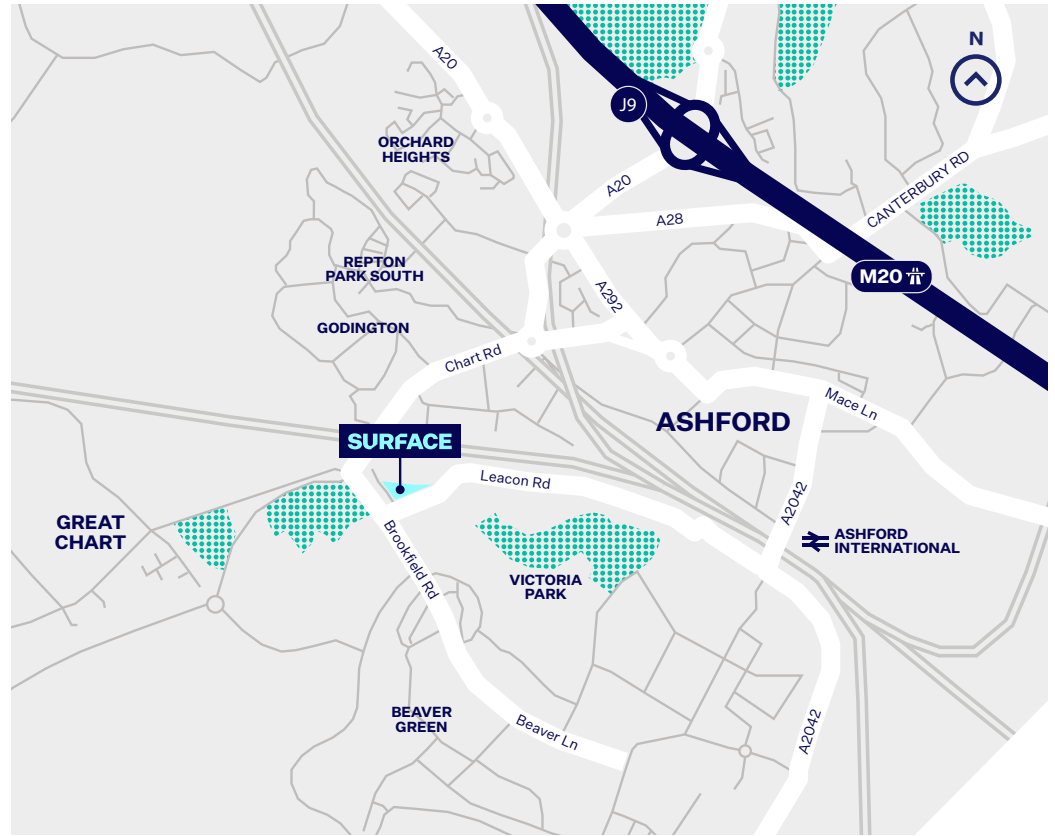 N
A20
J9
ORCHARD
HEIGHTS
A20
CANTERBURY RD
A28
REPTON
PARK SOUTH
M20
A292
GODINGTON
Chart Rd
Mace Ln
ASHFORD
SURFACE
Leacon Rd
A2042
GREAT
CHART
Brookfield Rd
ASHFORD
INTERNATIONAL
VICTORIA
PARK
BEAVER
GREEN
Beaver Ln
A2042